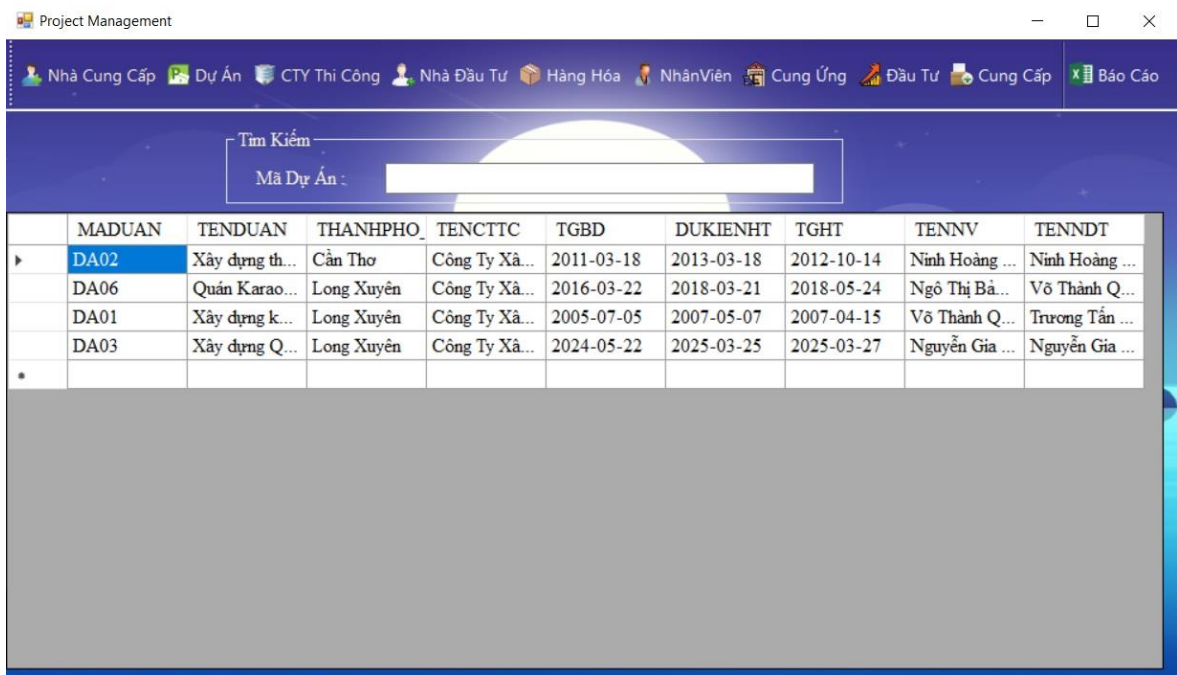 Project Management
Nhà Cung Cấp Dự Án CTY Thi Công Nhà Đầu Tư Hàng Hóa NhânViên Cung Ứng Đầu Tư Cung Cấp Báo Cáo
Tìm Kiếm
Mã Dự Án :
MADUAN TENDUAN THANHPHO_ TENCTTC TGBD DUKIENHT TGHT TENNV TENNDT
DA02 Xây dựng th... Cần Thơ Công Ty Xâ... 2011-03-18 2013-03-18 2012-10-14 Ninh Hoàng ... Ninh Hoàng ...
DA06 Quán Karao... Long Xuyên Công Ty Xâ... 2016-03-22 2018-03-21 2018-05-24 Ngô Thị Bả... Võ Thành Q...
DA01 Xây dựng k... Long Xuyên Công Ty Xâ... 2005-07-05 2007-05-07 2007-04-15 Võ Thành Q... Trương Tấn ...
DA03 Xây dựng Q... Long Xuyên Công Ty Xâ... 2024-05-22 2025-03-25 2025-03-27 Nguyễn Gia ... Nguyễn Gia ...